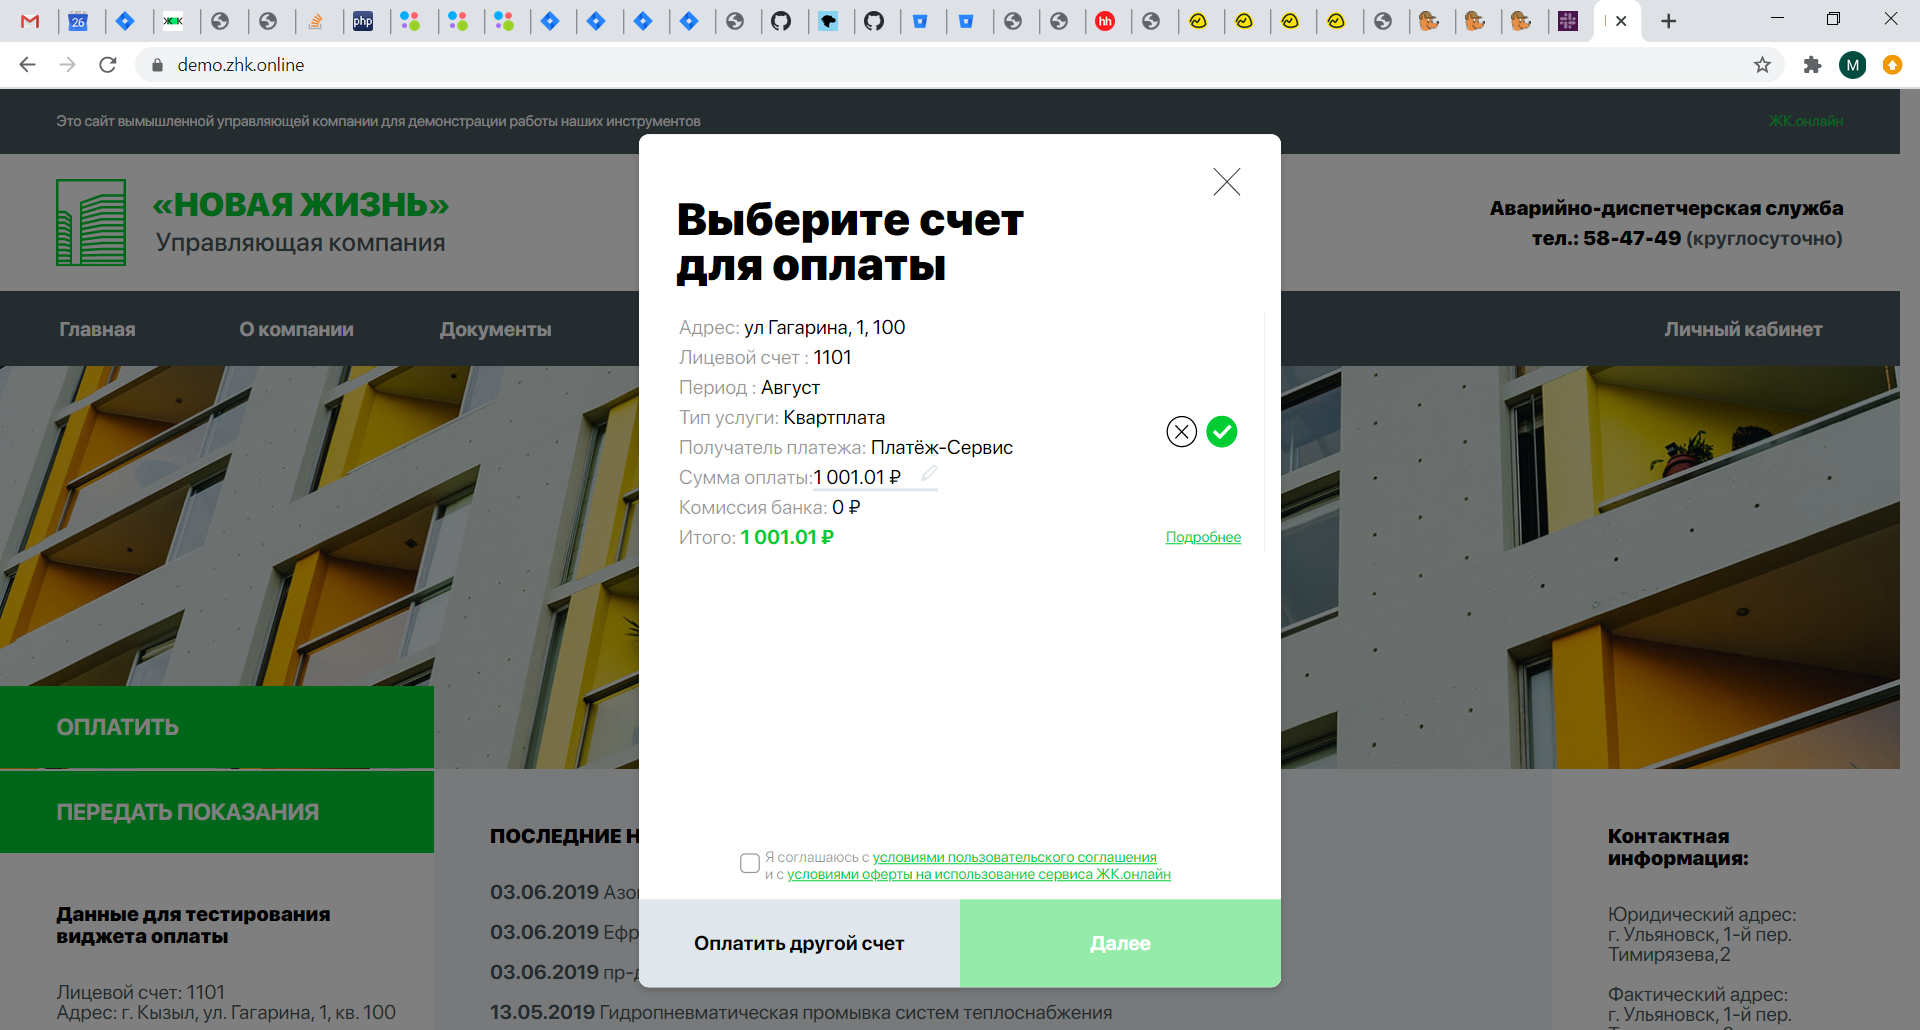 26
php
hh
demo.zhk.online
M
Это сайт вымышленной управляющей компании для демонстрации работы наших инструментов
ЖК.онлайн
«НОВАЯ ЖИЗНЬ»
Управляющая компания
Аварийно-диспетчерская служба
тел.: 58-47-49 (круглосуточно)
Главная
О компании
Документы
Личный кабинет
Выберите счет
для оплаты
Адрес: ул Гагарина, 1, 100
Лицевой счет : 1101
Период : Август
Тип услуги: Квартплата
Получатель платежа: Платёж-Сервис
Сумма оплаты: 1 001.01 ₽
Комиссия банка: 0 ₽
Итого: 1 001.01 ₽
Подробнее
Я соглашаюсь с условиями пользовательского соглашения
и с условиями оферты на использование сервиса ЖК.онлайн
Оплатить другой счет
Далее
ОПЛАТИТЬ
ПЕРЕДАТЬ ПОКАЗАНИЯ
Данные для тестирования
виджета оплаты
Лицевой счет: 1101
Адрес: г. Кызыл, ул. Гагарина, 1, кв. 100
ПОСЛЕДНИЕ Н
03.06.2019 Азо
03.06.2019 Ефр
03.06.2019 пр-д
13.05.2019 Гидропневматическая промывка систем теплоснабжения
Контактная
информация:
Юридический адрес:
г. Ульяновск, 1-й пер.
Тимирязева,2
Фактический адрес:
г. Ульяновск, 1-й пер.